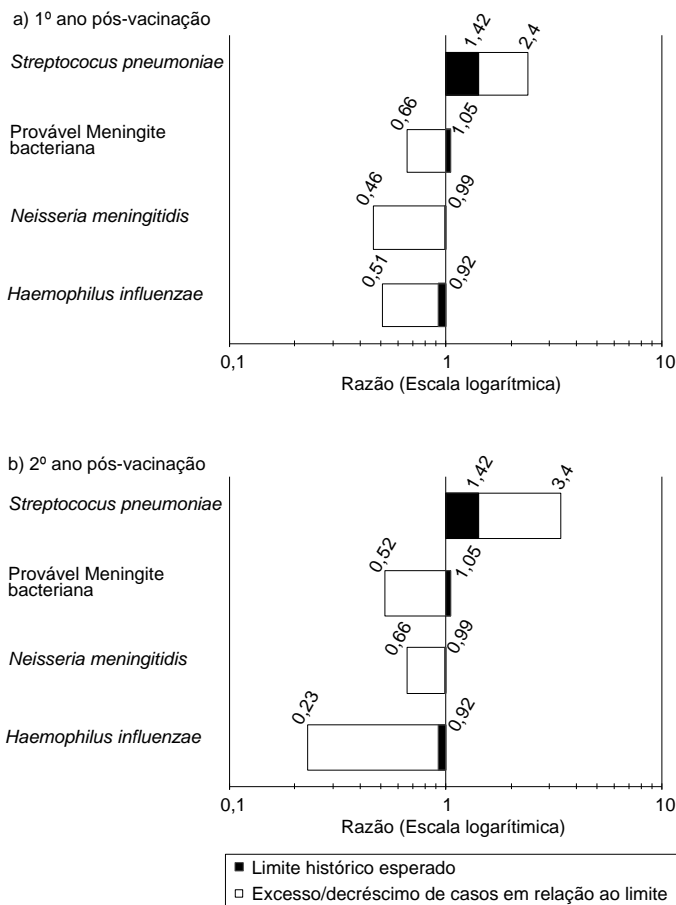 a) 1º ano pós-vacinação
1,42
2,4
Streptococus pneumoniae
0,66
1,05
Provável Meningite
bacteriana
0,46
0,99
Neisseria meningitidis
0,51
0,92
Haemophilus influenzae
0,1
1
10
Razão (Escala logarítmica)
b) 2º ano pós-vacinação
1,42
3,4
Streptococus pneumoniae
0,52
1,05
Provável Meningite
bacteriana
0,66
0,99
Neisseria meningitidis
0,23
0,92
Haemophilus influenzae
0,1
1
10
Razão (Escala logarítimica)
Limite histórico esperado
Excesso/decréscimo de casos em relação ao limite